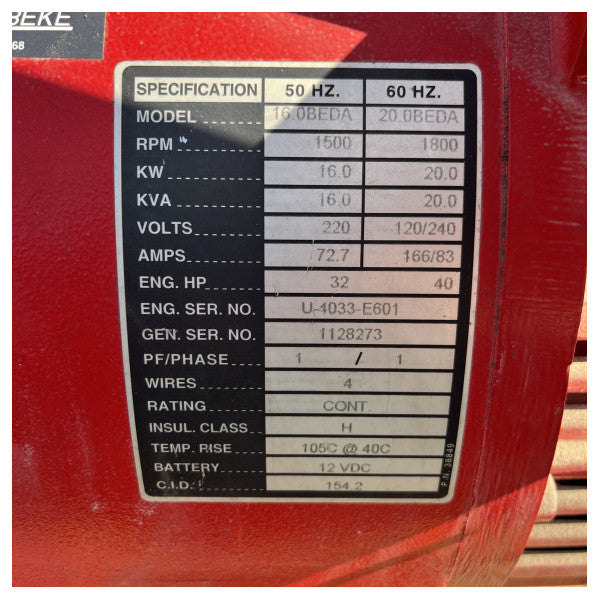 BEKE
68
SPECIFICATION 50 HZ. 60 HZ.
MODEL 16.0BEDA 20.0BEDA
RPM 1500 1800
KW 16.0 20.0
KVA 16.0 20.0
VOLTS 220 120/240
AMPS 72.7 166/83
ENG. HP 32 40
ENG. SER. NO. U-4033-E601
GEN. SER. NO. 1128273
PF/PHASE 1 / 1
WIRES 4
RATING CONT.
INSUL. CLASS H
TEMP. RISE 105C @ 40C
BATTERY 12 VDC
C.I.D. 154.2
P.N. 38849